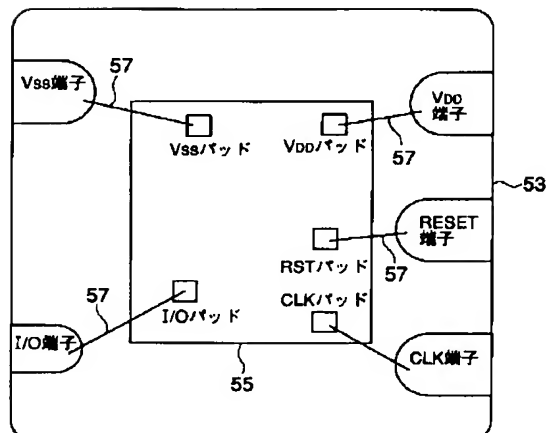 Vss端子
57
VDD
端子
57
Vssパッド
VDDパッド
53
RESET
端子
RSTパッド
57
CLKパッド
57
I/Oパッド
I/O端子
CLK端子
55